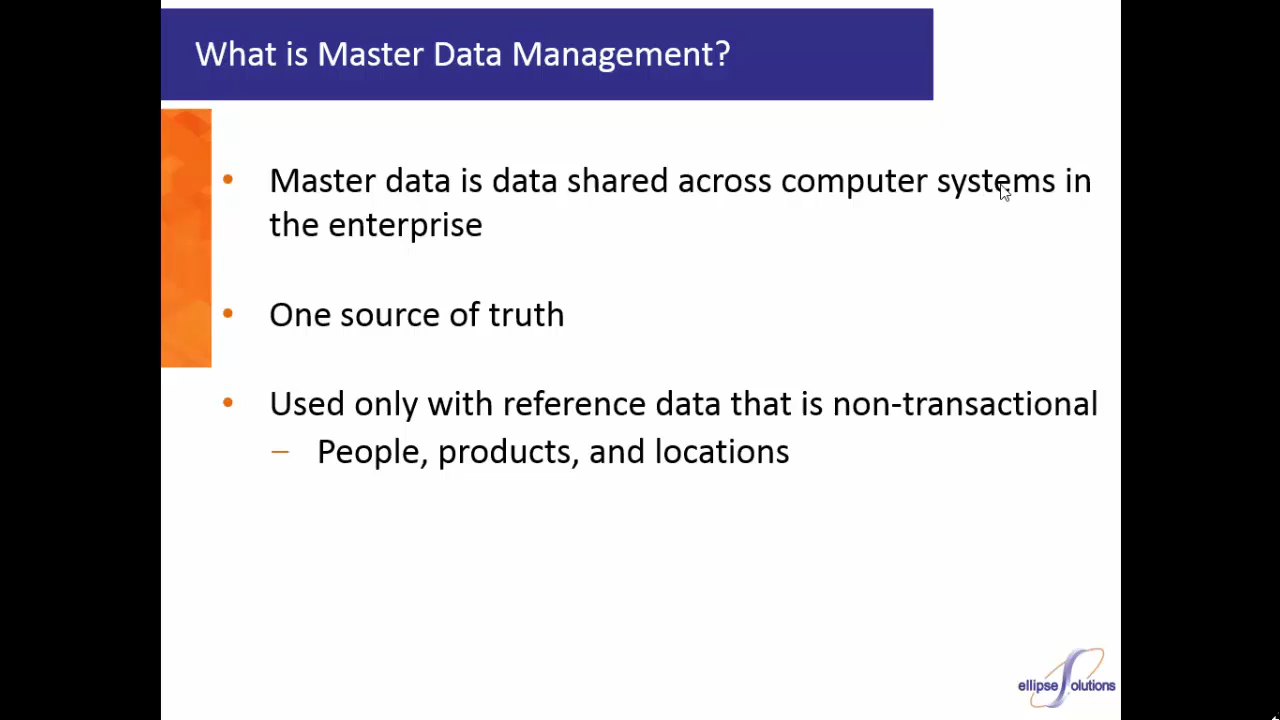 What is Master Data Management?
• Master data is data shared across computer systems in
the enterprise
• One source of truth
• Used only with reference data that is non-transactional
– People, products, and locations
ellipse Solutions